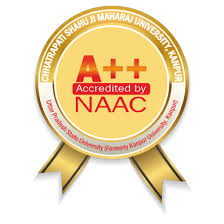 CHHATRAPATI SHAHU JI MAHARAJ UNIVERSITY, KANPUR
A++
Accredited by
NAAC
Uttar Pradesh State University (Formerly Kanpur University, Kanpur)